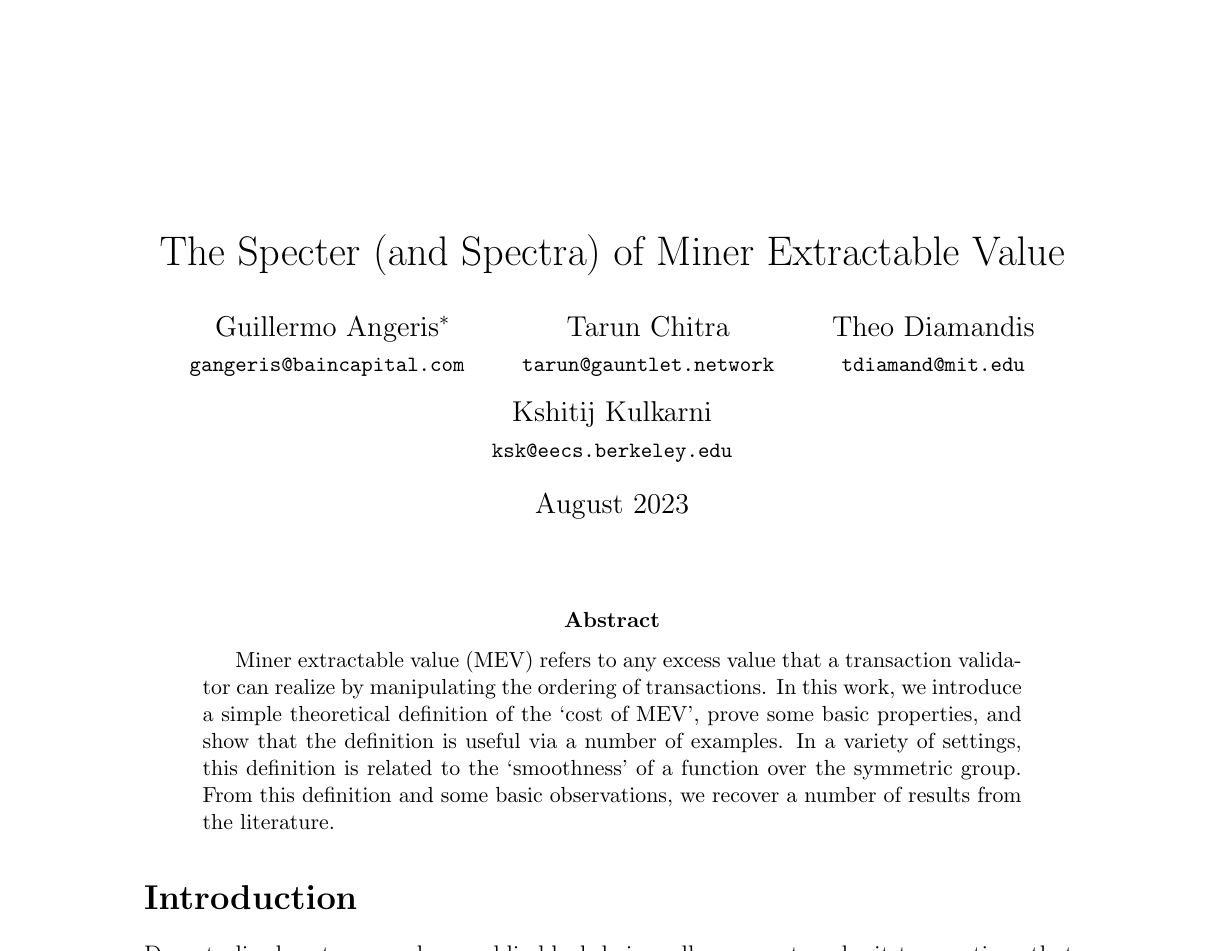 The Specter (and Spectra) of Miner Extractable Value
Guillermo Angeris* Tarun Chitra Theo Diamandis
gangeris@baincapital.com tarun@gauntlet.network tdiamand@mit.edu
Kshitij Kulkarni
ksk@eecs.berkeley.edu
August 2023
Abstract
Miner extractable value (MEV) refers to any excess value that a transaction valida-
tor can realize by manipulating the ordering of transactions. In this work, we introduce
a simple theoretical definition of the ‘cost of MEV’, prove some basic properties, and
show that the definition is useful via a number of examples. In a variety of settings,
this definition is related to the ‘smoothness’ of a function over the symmetric group.
From this definition and some basic observations, we recover a number of results from
the literature.
Introduction